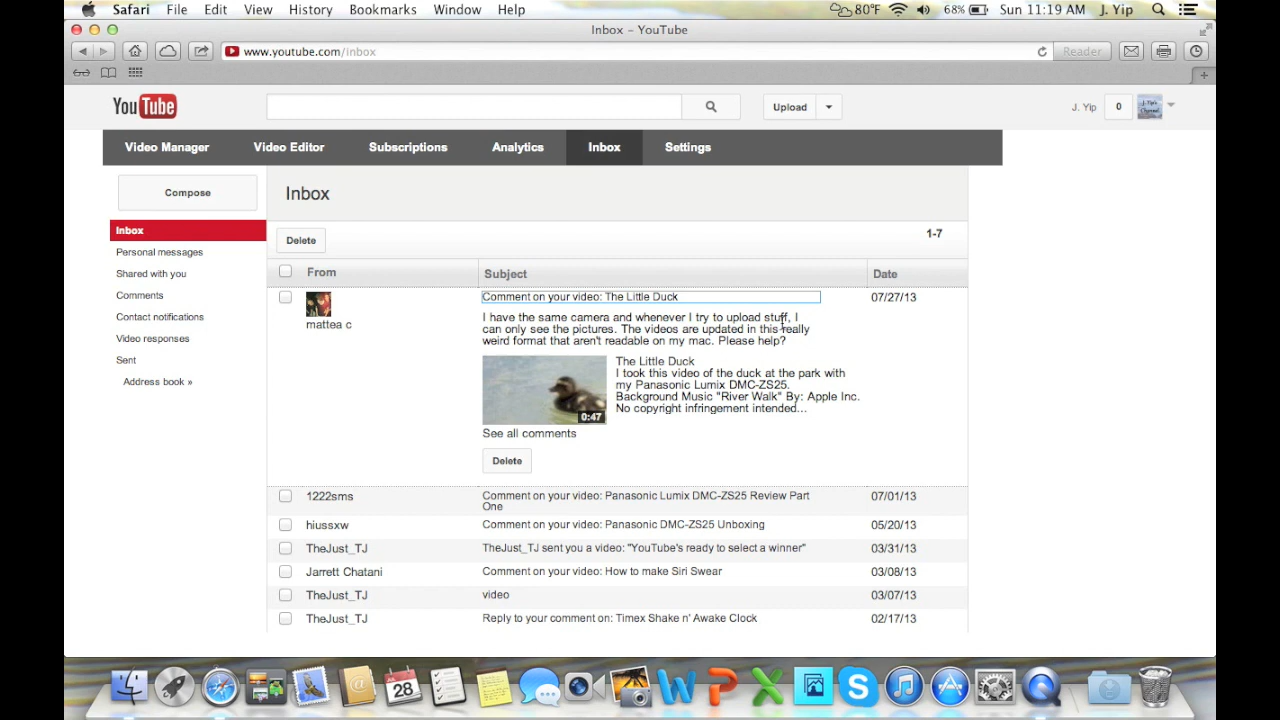 Safari File Edit View History Bookmarks Window Help 80°F 68% Sun 11:19 AM J. Yip
Inbox – YouTube
www.youtube.com/inbox Reader
YouTube Upload J. Yip 0
Video Manager Video Editor Subscriptions Analytics Inbox Settings
Compose
Inbox
Personal messages
Shared with you
Comments
Contact notifications
Video responses
Sent
Address book »
Inbox
Delete 1-7
From Subject Date
mattea c
Comment on your video: The Little Duck 07/27/13
I have the same camera and whenever I try to upload stuff, I
can only see the pictures. The videos are updated in this really
weird format that aren't readable on my mac. Please help?
0:47
The Little Duck
I took this video of the duck at the park with
my Panasonic Lumix DMC-ZS25.
Background Music "River Walk" By: Apple Inc.
No copyright infringement intended...
See all comments
Delete
1222sms Comment on your video: Panasonic Lumix DMC-ZS25 Review Part 07/01/13
One
hiussxw Comment on your video: Panasonic DMC-ZS25 Unboxing 05/20/13
TheJust_TJ TheJust_TJ sent you a video: "YouTube's ready to select a winner" 03/31/13
Jarrett Chatani Comment on your video: How to make Siri Swear 03/08/13
TheJust_TJ video 03/07/13
TheJust_TJ Reply to your comment on: Timex Shake n' Awake Clock 02/17/13
28